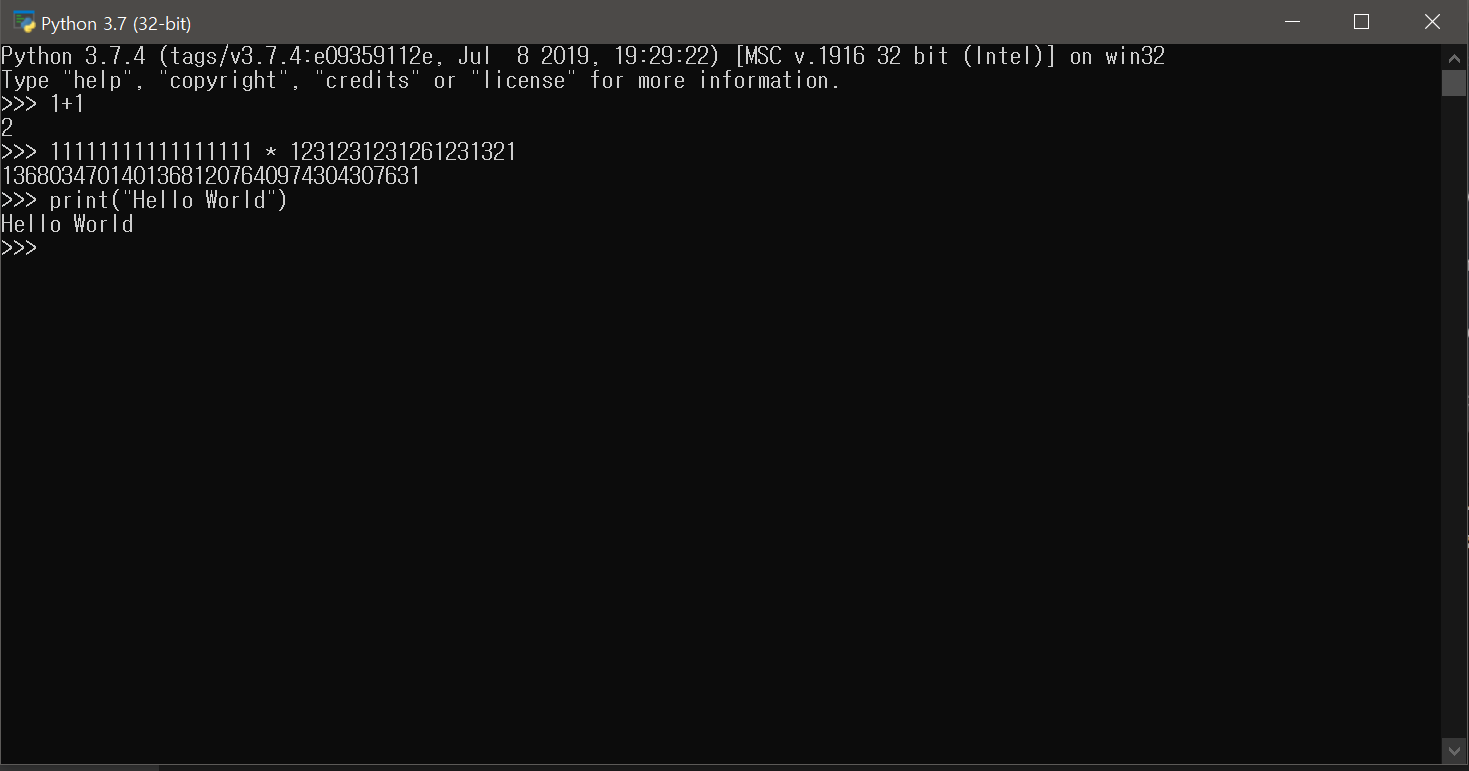 Python 3.7 (32-bit)
Python 3.7.4 (tags/v3.7.4:e09359112e, Jul  8 2019, 19:29:22) [MSC v.1916 32 bit (Intel)] on win32
Type "help", "copyright", "credits" or "license" for more information.
>>> 1+1
2
>>> 11111111111111111 * 1231231231261231321
13680347014013681207640974304307631
>>> print("Hello World")
Hello World
>>>